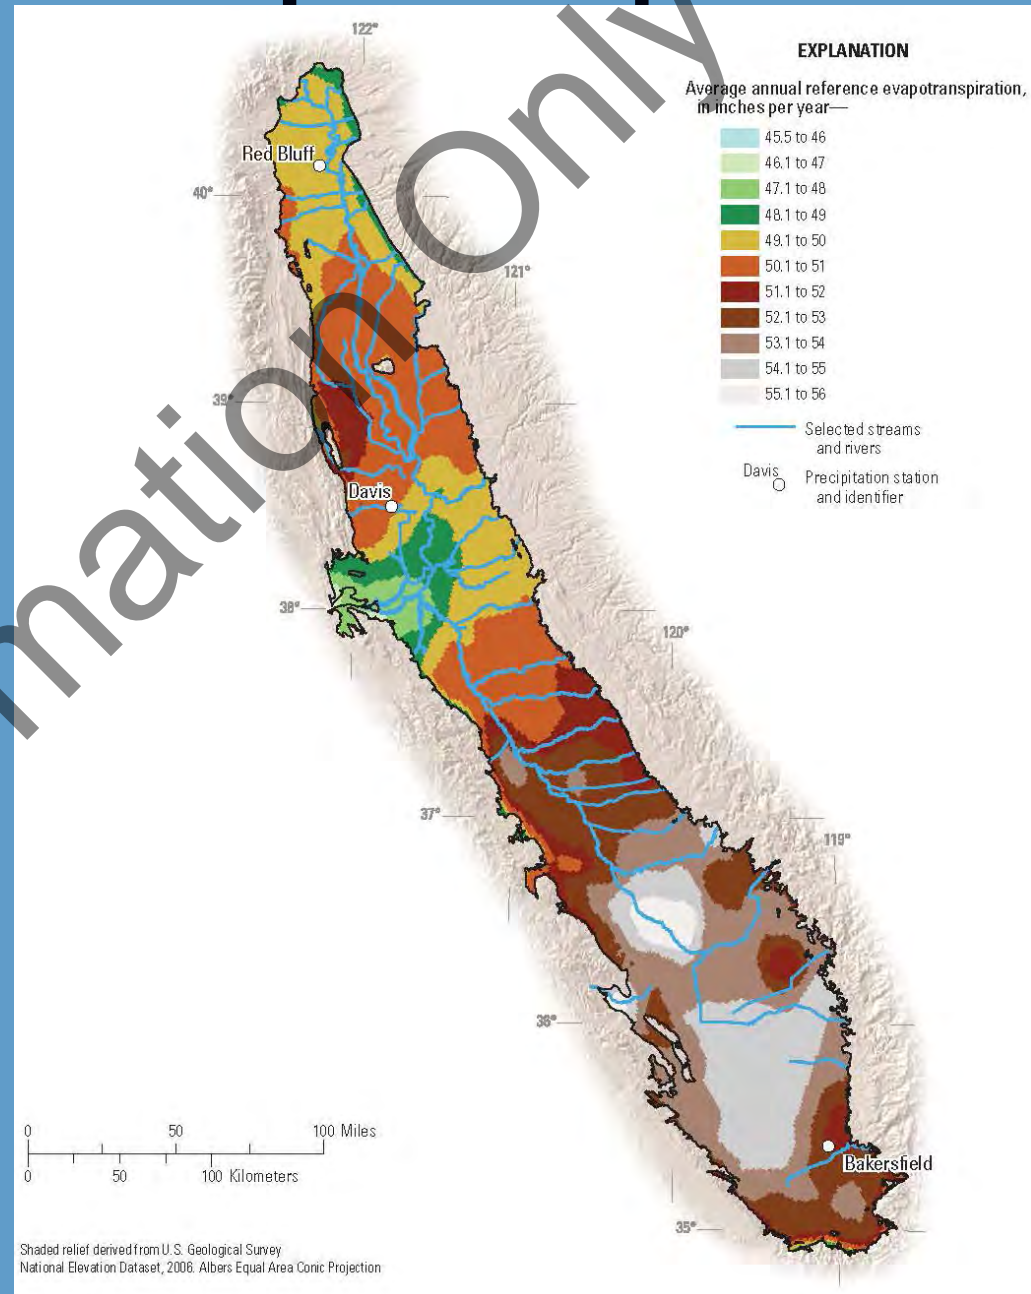 122°
EXPLANATION
Average annual reference evapotranspiration,
in inches per year—
45.5 to 46
46.1 to 47
47.1 to 48
48.1 to 49
49.1 to 50
50.1 to 51
51.1 to 52
52.1 to 53
53.1 to 54
54.1 to 55
55.1 to 56
Selected streams
and rivers
Davis
Precipitation station
and identifier
Red Bluff
40°
121°
39°
Davis
38°
120°
37°
119°
36°
Bakersfield
35°
0 50 100 Miles
0 50 100 Kilometers
Shaded relief derived from U.S. Geological Survey
National Elevation Dataset, 2006. Albers Equal Area Conic Projection
mation Only